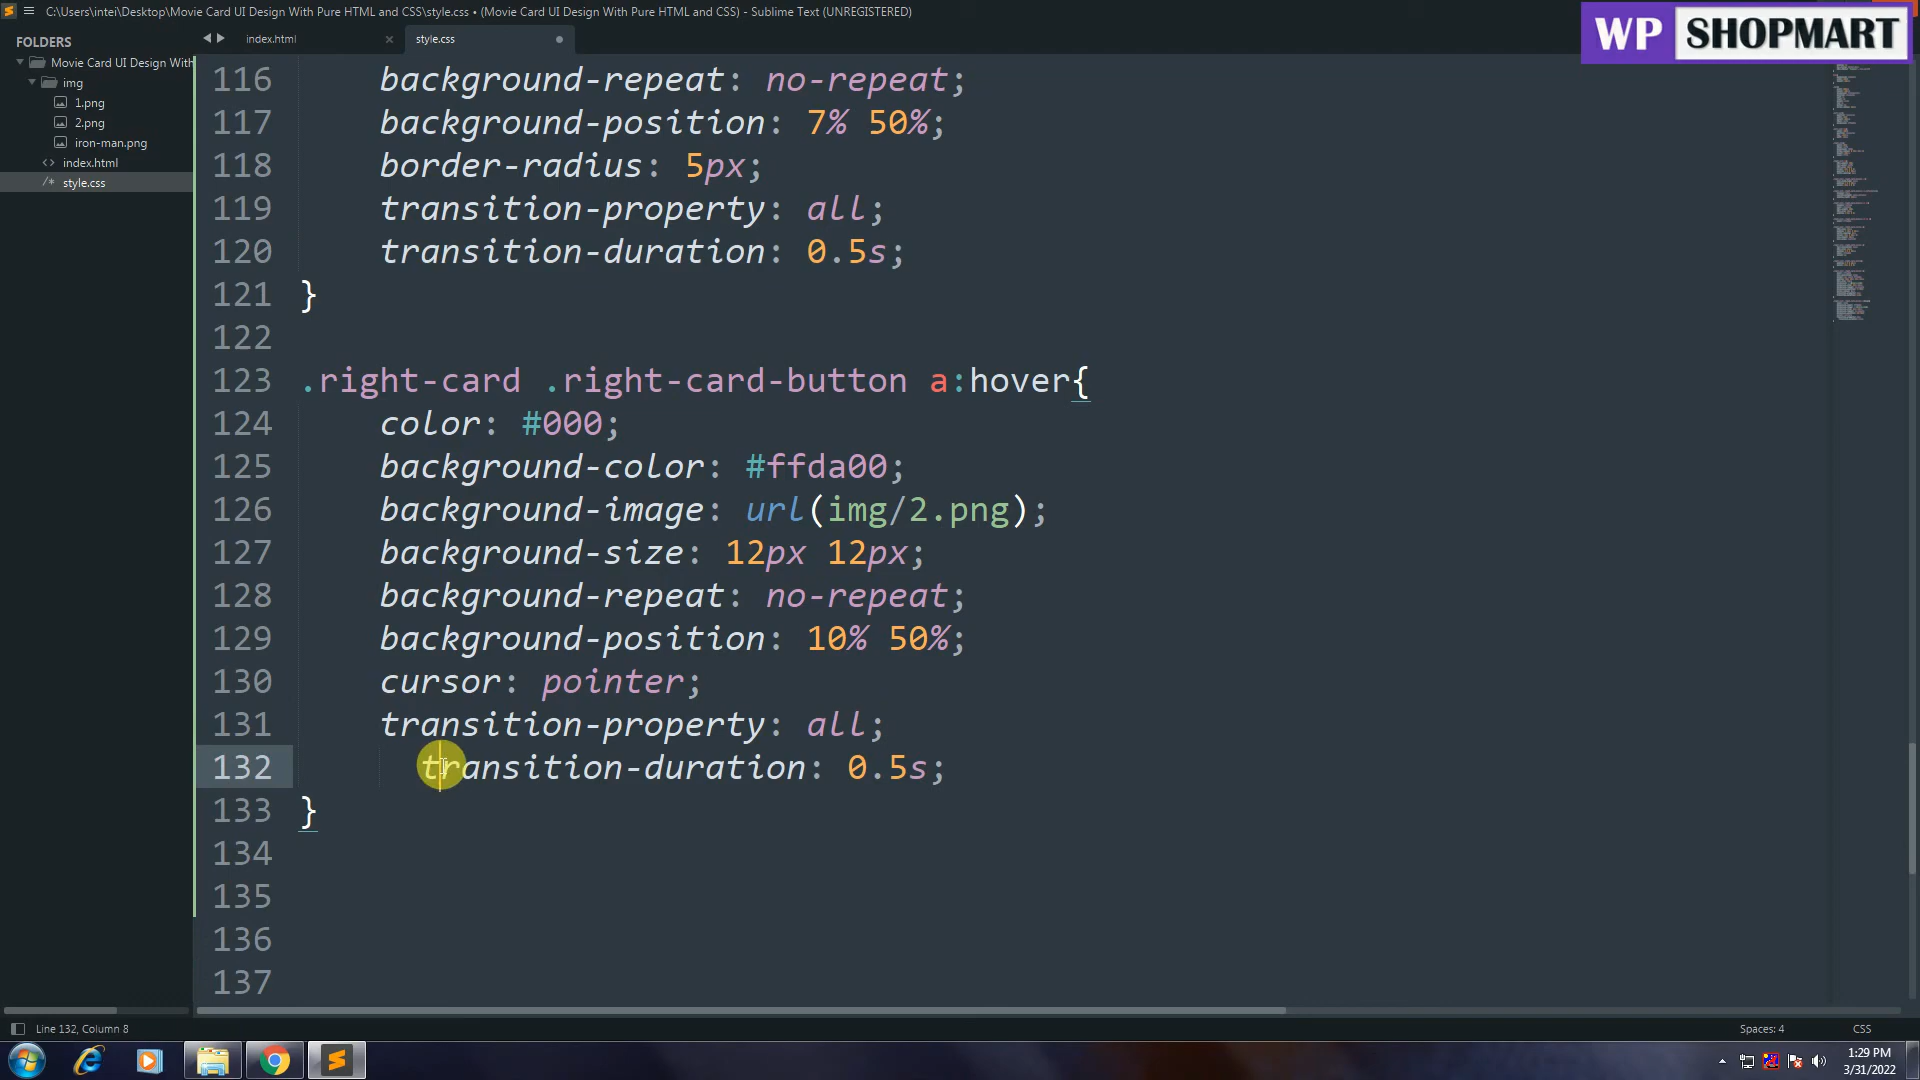 C:\Users\intei\Desktop\Movie Card UI Design With Pure HTML and CSS\style.css • (Movie Card UI Design With Pure HTML and CSS) - Sublime Text (UNREGISTERED)
WP SHOPMART
FOLDERS
Movie Card UI Design With
img
1.png
2.png
iron-man.png
<> index.html
/* style.css
index.html
style.css
116 background-repeat: no-repeat;
117 background-position: 7% 50%;
118 border-radius: 5px;
119 transition-property: all;
120 transition-duration: 0.5s;
121 }
122
123 .right-card .right-card-button a:hover{
124 color: #000;
125 background-color: #ffda00;
126 background-image: url(img/2.png);
127 background-size: 12px 12px;
128 background-repeat: no-repeat;
129 background-position: 10% 50%;
130 cursor: pointer;
131 transition-property: all;
132 transition-duration: 0.5s;
133 }
134
135
136
137
Line 132, Column 8
Spaces: 4
CSS
1:29 PM
3/31/2022